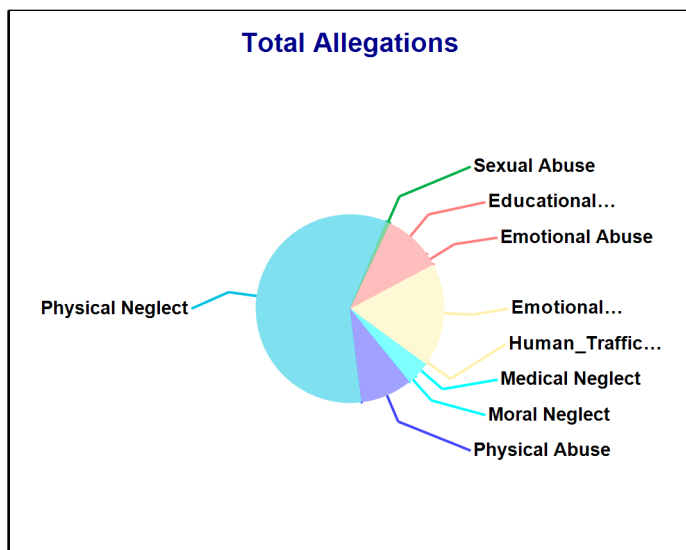 Total Allegations
Sexual Abuse
Educational...
Emotional Abuse
Physical Neglect
Emotional...
Human_Traffic...
Medical Neglect
Moral Neglect
Physical Abuse